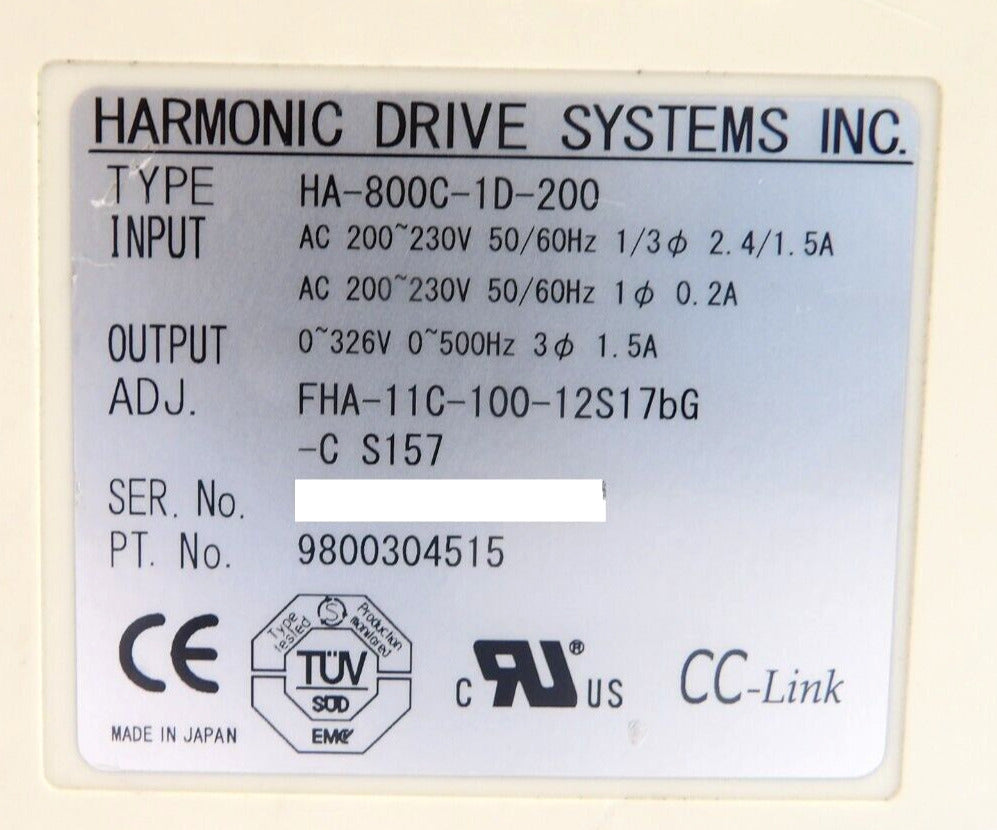 HARMONIC DRIVE SYSTEMS INC.
TYPE HA-800C-1D-200
INPUT AC 200~230V 50/60Hz 1/3ϕ 2.4/1.5A
AC 200~230V 50/60Hz 1ϕ 0.2A
OUTPUT 0~326V 0~500Hz 3ϕ 1.5A
ADJ. FHA-11C-100-12S17bG
-C S157
SER. No.
PT. No. 9800304515
CE
Type tested S Production monitored
TÜV
SÜD
EMC
C RU® US
CC-Link
MADE IN JAPAN